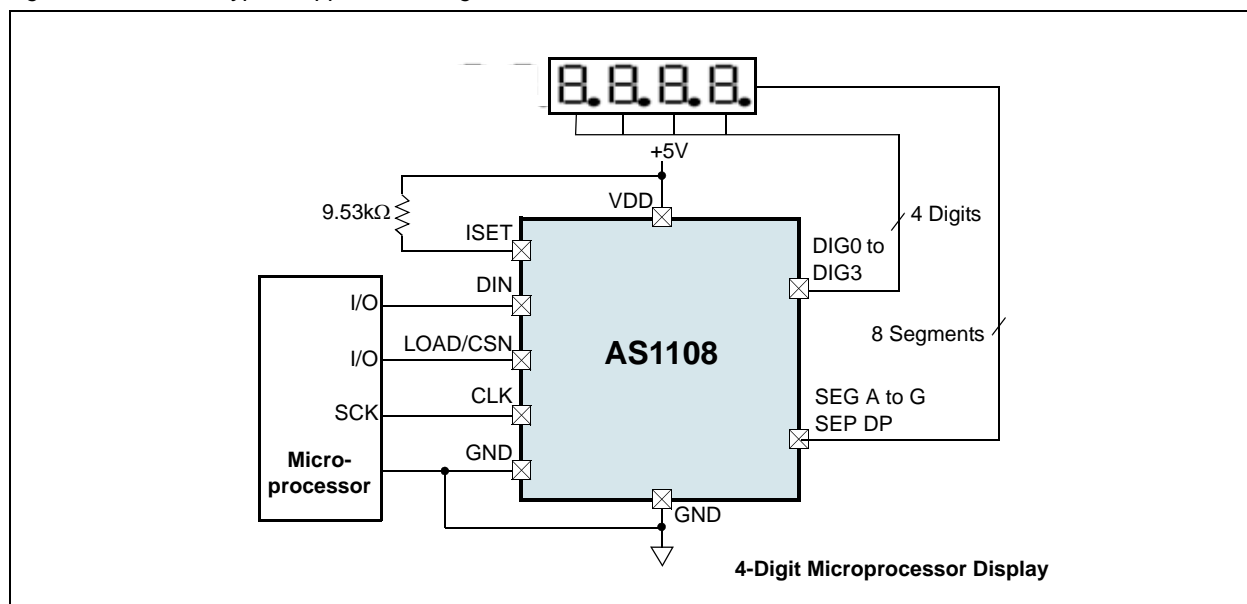 8.8.8.8.
+5V
9.53kΩ
VDD
ISET
4 Digits
DIG0 to
DIG3
DIN
I/O
LOAD/CSN
I/O
8 Segments
AS1108
CLK
SCK
SEG A to G
SEP DP
GND
Micro-
processor
GND
4-Digit Microprocessor Display